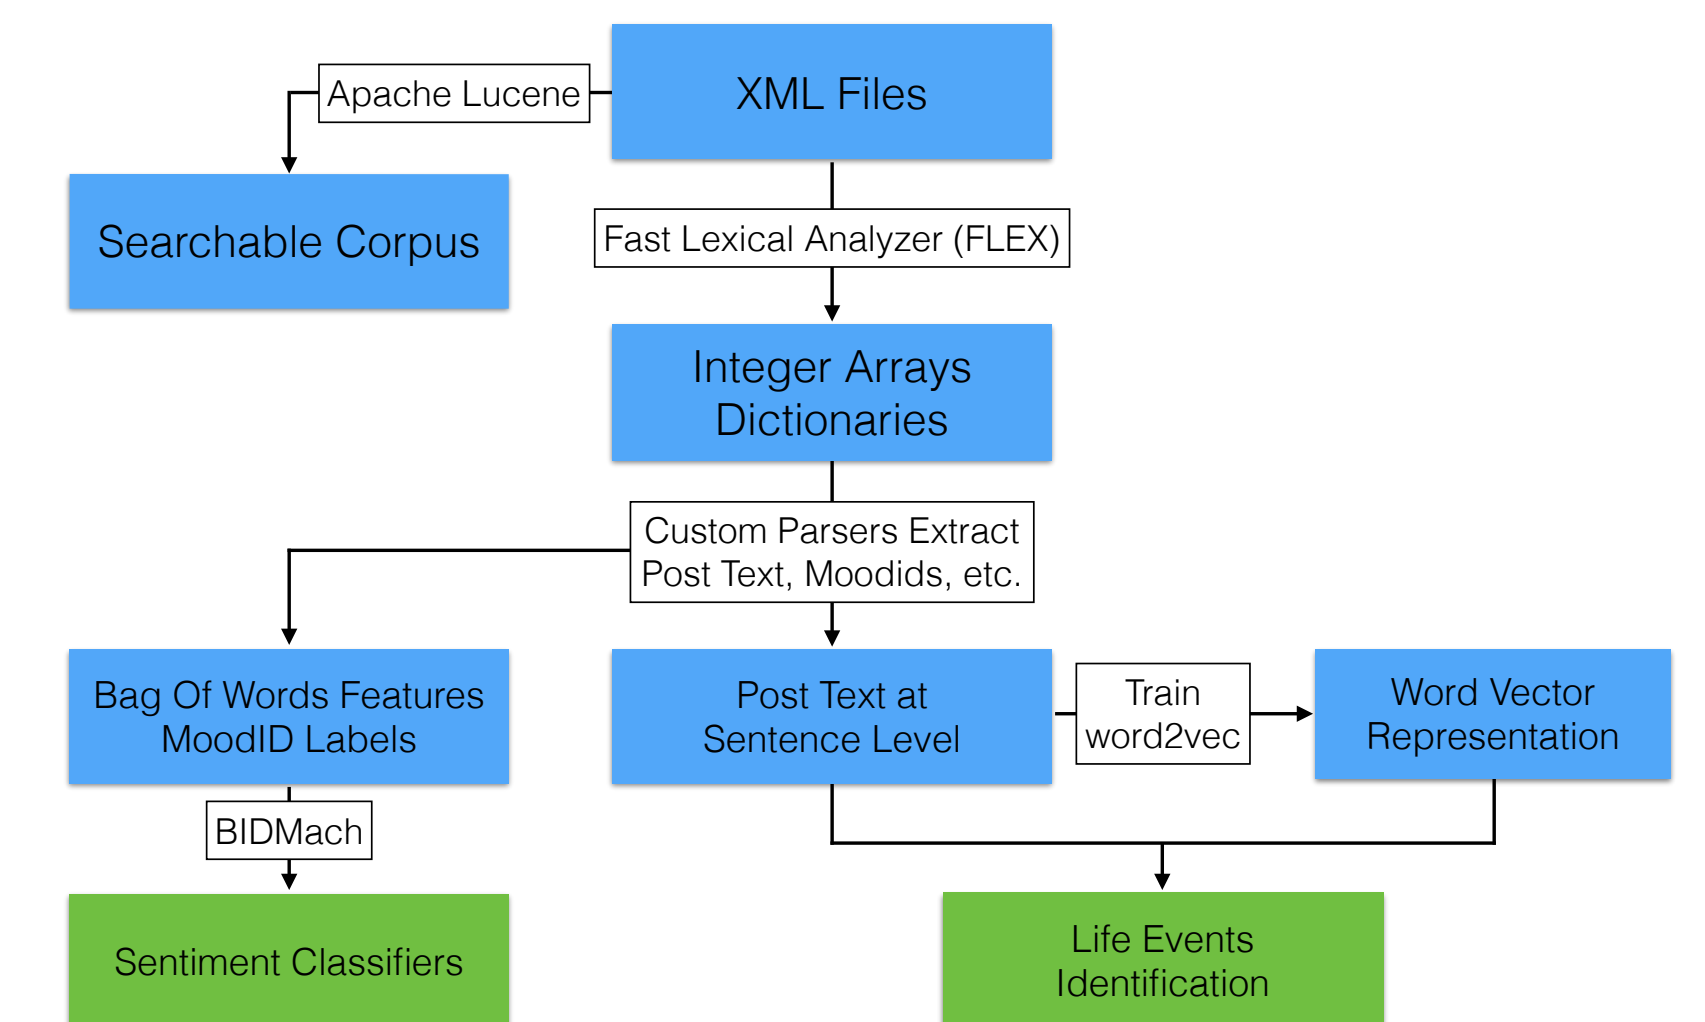 XML Files
Apache Lucene
Searchable Corpus
Fast Lexical Analyzer (FLEX)
Integer Arrays
Dictionaries
Custom Parsers Extract
Post Text, Moodids, etc.
Bag Of Words Features
MoodID Labels
Post Text at
Sentence Level
Train
word2vec
Word Vector
Representation
BIDMach
Sentiment Classifiers
Life Events
Identification